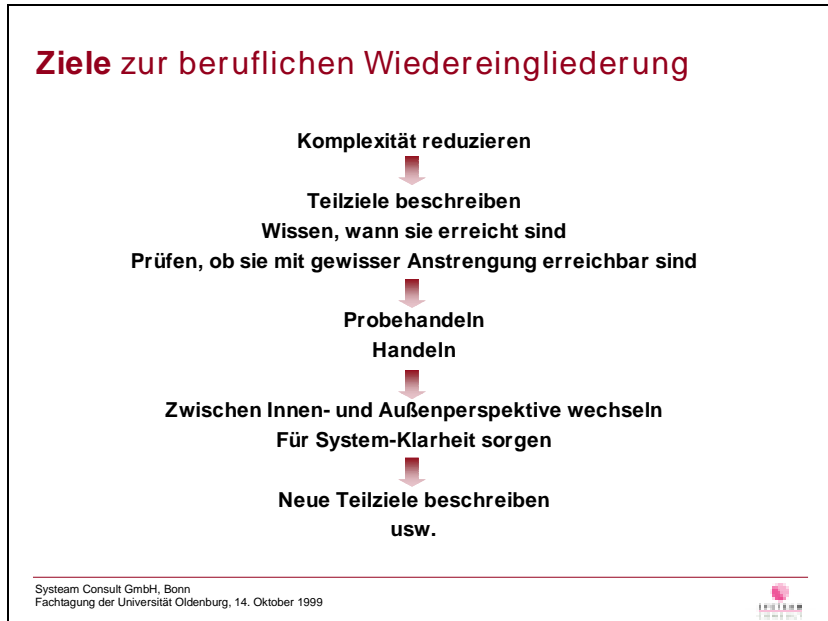 Ziele zur beruflichen Wiedereingliederung
Komplexität reduzieren
Teilziele beschreiben
Wissen, wann sie erreicht sind
Prüfen, ob sie mit gewisser Anstrengung erreichbar sind
Probehandeln
Handeln
Zwischen Innen- und Außenperspektive wechseln
Für System-Klarheit sorgen
Neue Teilziele beschreiben
usw.
Systeam Consult GmbH, Bonn
Fachtagung der Universität Oldenburg, 14. Oktober 1999